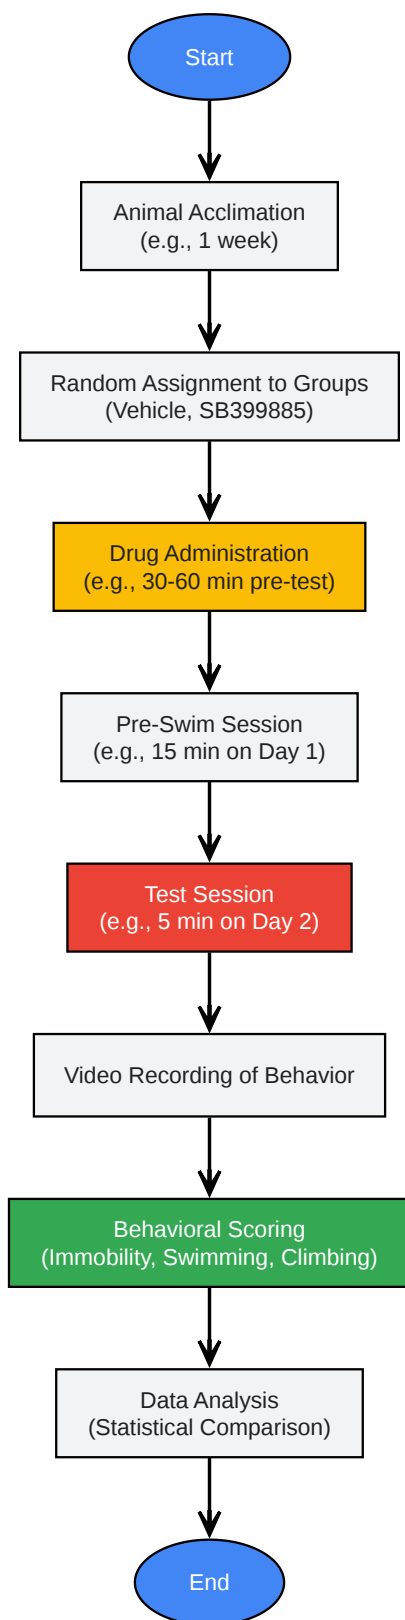 Start
Animal Acclimation
(e.g., 1 week)
Random Assignment to Groups
(Vehicle, SB399885)
Drug Administration
(e.g., 30-60 min pre-test)
Pre-Swim Session
(e.g., 15 min on Day 1)
Test Session
(e.g., 5 min on Day 2)
Video Recording of Behavior
Behavioral Scoring
(Immobility, Swimming, Climbing)
Data Analysis
(Statistical Comparison)
End